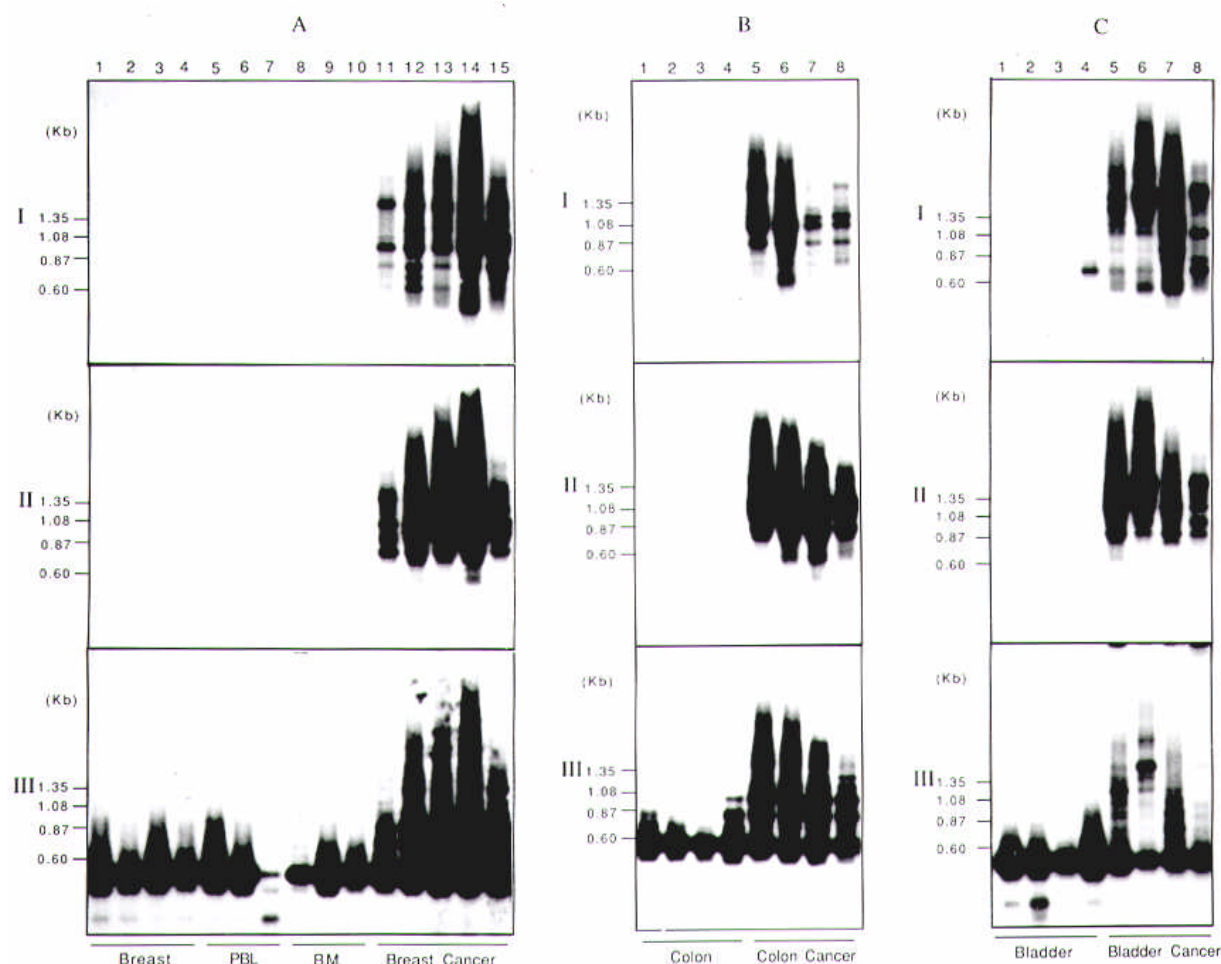 A B C
1 2 3 4 5 6 7 8 9 10 11 12 13 14 15
1 2 3 4 5 6 7 8
1 2 3 4 5 6 7 8
(Kb) (Kb) (Kb)
I 1.35
1.08
0.87
0.60
I 1.35
1.08
0.87
0.60
I 1.35
1.08
0.87
0.60
(Kb) (Kb) (Kb)
II 1.35
1.08
0.87
0.60
II 1.35
1.08
0.87
0.60
II 1.35
1.08
0.87
0.60
(Kb) (Kb) (Kb)
III 1.35
1.08
0.87
0.60
III 1.35
1.08
0.87
0.60
III 1.35
1.08
0.87
0.60
Breast PBL BM Breast Cancer
Colon Colon Cancer
Bladder Bladder Cancer